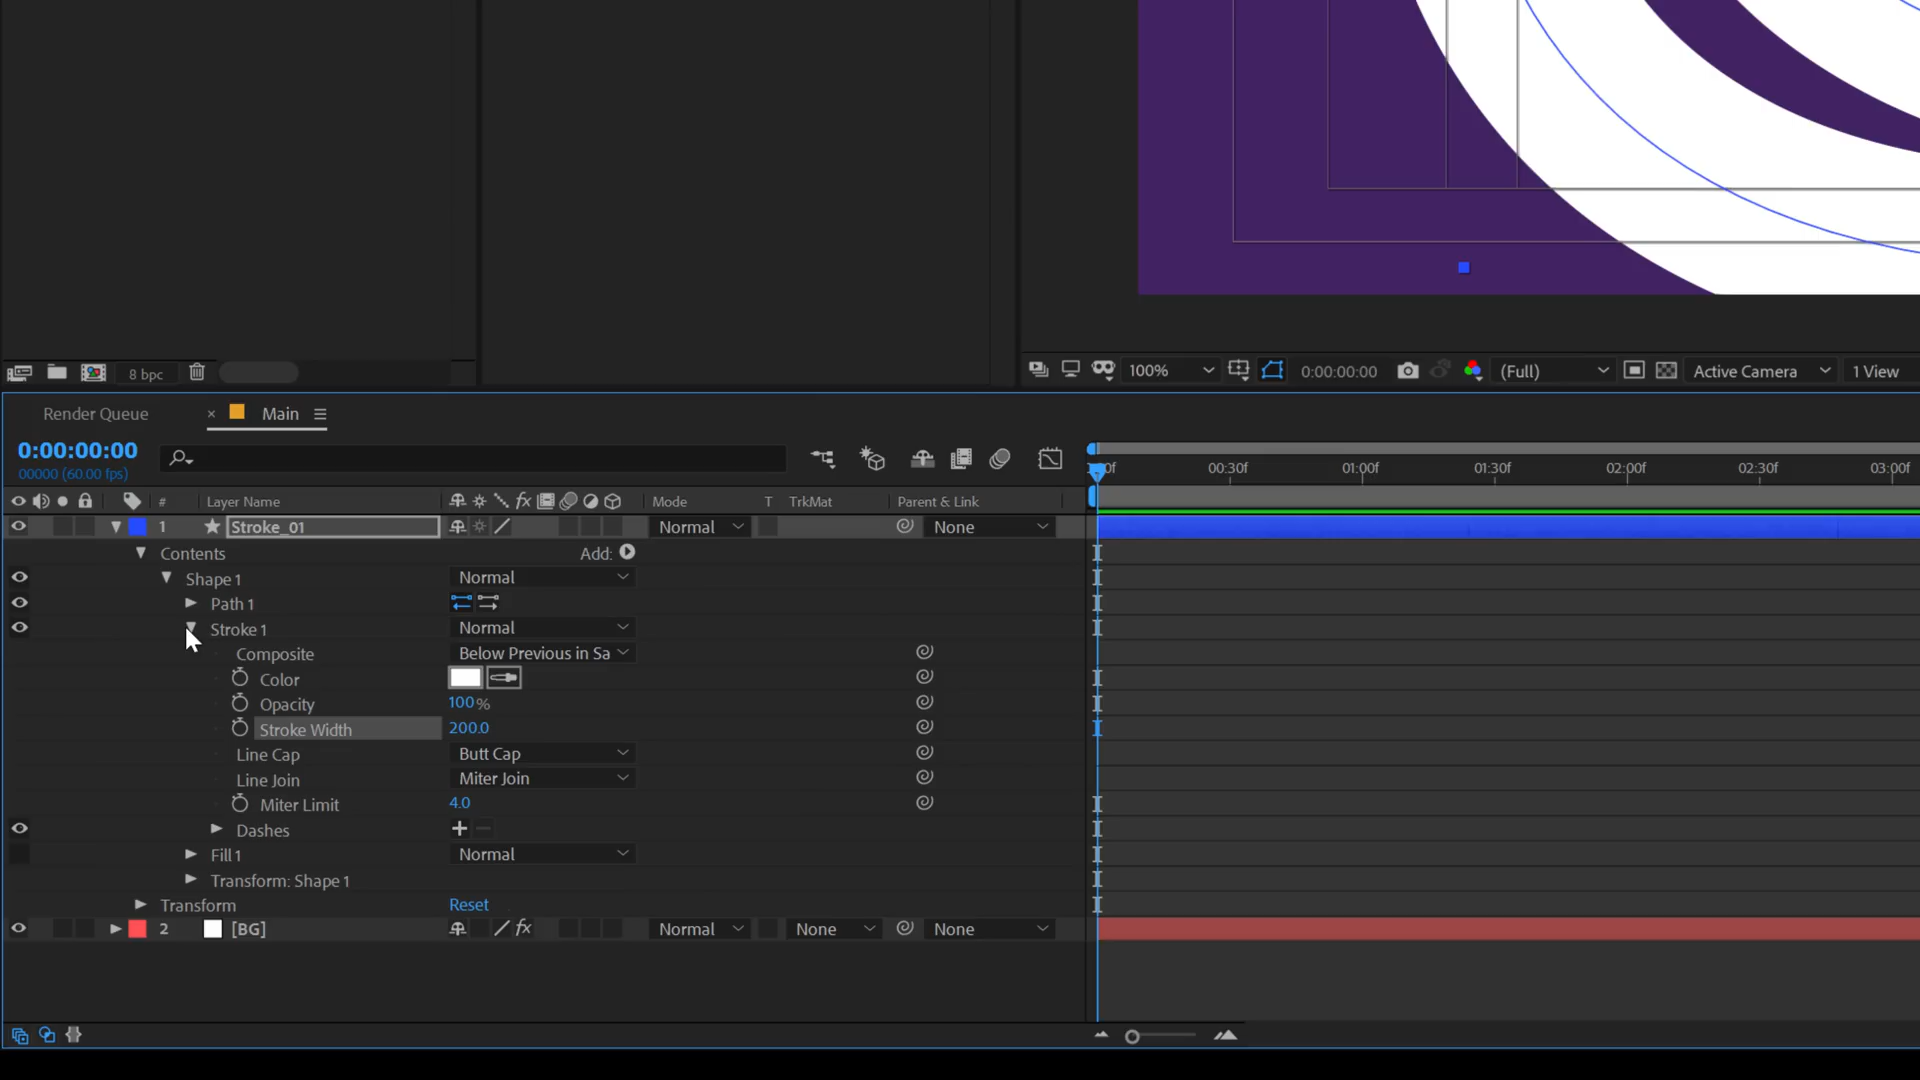 8 bpc
100%
0:00:00:00
(Full)
Active Camera
1 View
Render Queue
× Main
0:00:00:00
00000 (60.00 fps)
00:30f 01:00f 01:30f 02:00f 02:30f 03:00f
# Layer Name fx Mode T TrkMat Parent & Link
1 Stroke_01 Normal None
Contents Add:
Shape 1 Normal
Path 1
Stroke 1 Normal
Composite Below Previous in Sa
Color
Opacity 100 %
Stroke Width 200.0
Line Cap Butt Cap
Line Join Miter Join
Miter Limit 4.0
Dashes
Fill 1 Normal
Transform: Shape 1
Transform Reset
2 [BG] fx Normal None None